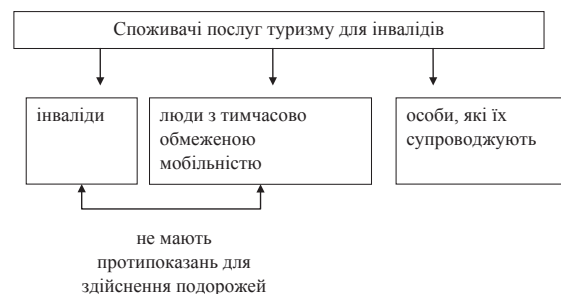 Споживачі послуг туризму для інвалідів
інваліди
люди з тимчасово
обмеженою
мобільністю
особи, які їх
супроводжують
не мають
протипоказань для
здійснення подорожей